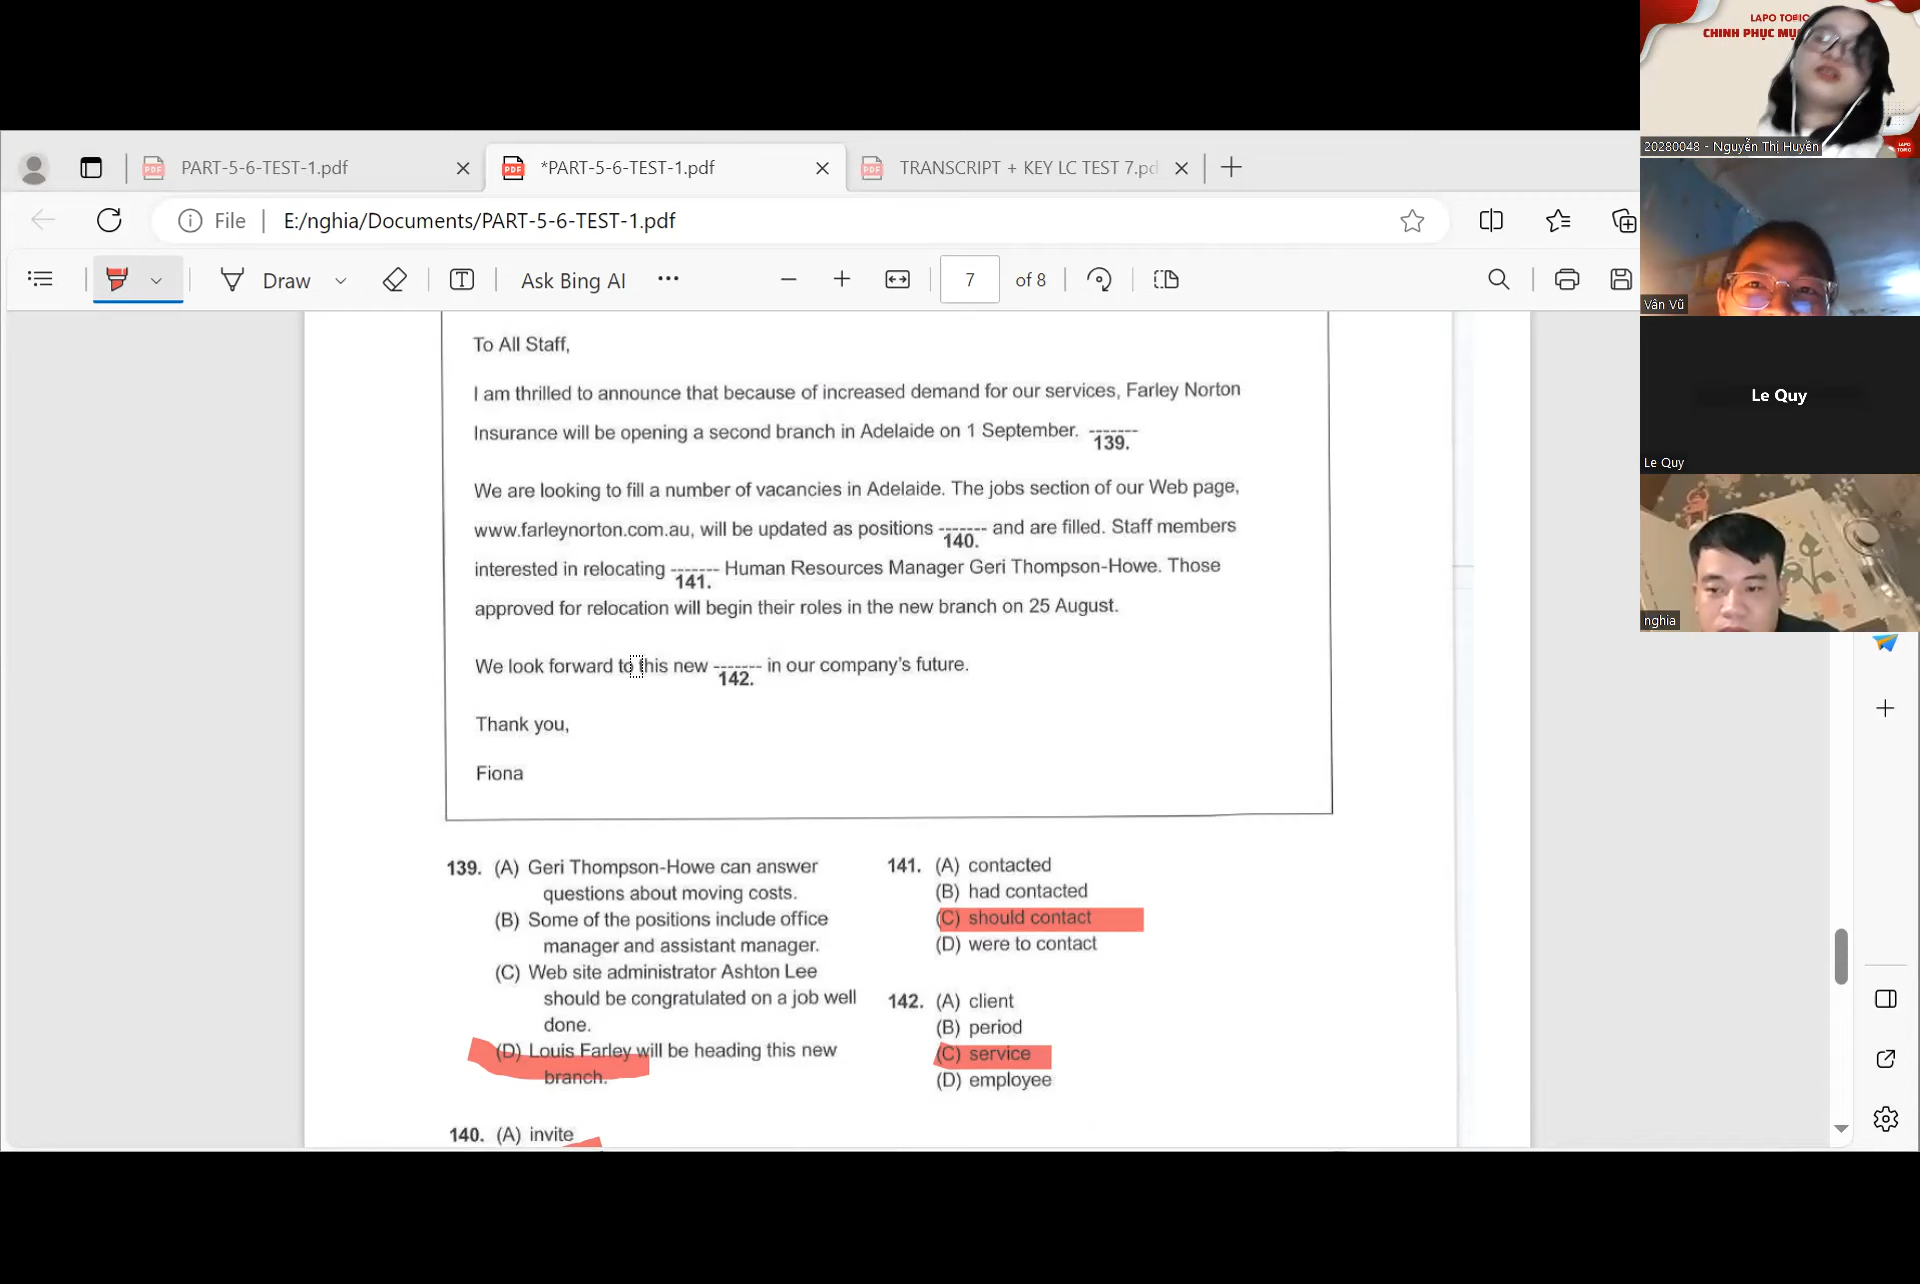 LAPO TOEIC
CHINH PHỤC MỤ
20280048 - Nguyễn Thị Huyền
Vân Vũ
Le Quy
Le Quy
nghia
PART-5-6-TEST-1.pdf
*PART-5-6-TEST-1.pdf
TRANSCRIPT + KEY LC TEST 7.pd
File
E:/nghia/Documents/PART-5-6-TEST-1.pdf
Draw
Ask Bing AI
7
of 8
To All Staff,
I am thrilled to announce that because of increased demand for our services, Farley Norton
Insurance will be opening a second branch in Adelaide on 1 September. -------
139.
We are looking to fill a number of vacancies in Adelaide. The jobs section of our Web page,
www.farleynorton.com.au, will be updated as positions ------- and are filled. Staff members
140.
interested in relocating ------- Human Resources Manager Geri Thompson-Howe. Those
141.
approved for relocation will begin their roles in the new branch on 25 August.
We look forward to this new ------- in our company's future.
142.
Thank you,
Fiona
139. (A) Geri Thompson-Howe can answer
questions about moving costs.
(B) Some of the positions include office
manager and assistant manager.
(C) Web site administrator Ashton Lee
should be congratulated on a job well
done.
(D) Louis Farley will be heading this new
branch.
140. (A) invite
141. (A) contacted
(B) had contacted
(C) should contact
(D) were to contact
142. (A) client
(B) period
(C) service
(D) employee